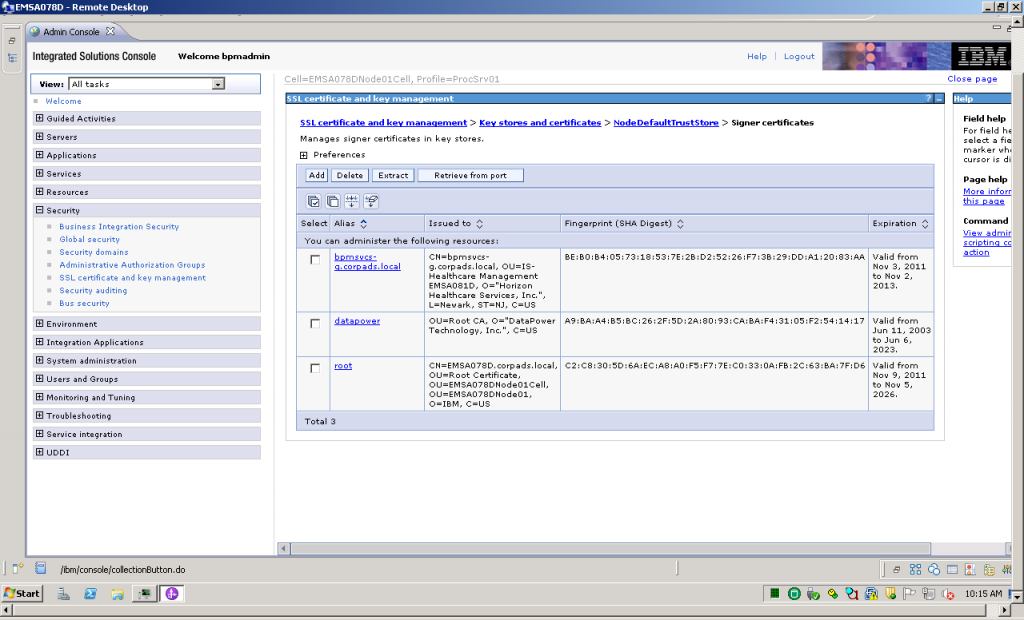 EMSA078D - Remote Desktop
Admin Console
Integrated Solutions Console Welcome bpmadmin
Help | Logout
IBM
View: All tasks
Welcome
Guided Activities
Servers
Applications
Services
Resources
Security
Business Integration Security
Global security
Security domains
Administrative Authorization Groups
SSL certificate and key management
Security auditing
Bus security
Environment
Integration Applications
System administration
Users and Groups
Monitoring and Tuning
Troubleshooting
Service integration
UDDI
Cell=EMSA078DNode01Cell, Profile=ProcSrv01
Close page
SSL certificate and key management
? _
SSL certificate and key management > Key stores and certificates > NodeDefaultTrustStore > Signer certificates
Manages signer certificates in key stores.
Preferences
Add Delete Extract Retrieve from port
Select Alias Issued to Fingerprint (SHA Digest) Expiration
You can administer the following resources:
bpmsvcs-
g.corpads.local
CN=bpmsvcs-
g.corpads.local, OU=IS-
Healthcare Management
EMSA081D, O="Horizon
Healthcare Services, Inc.",
L=Newark, ST=NJ, C=US
BE:B0:B4:05:73:18:53:7E:2B:D2:52:26:F7:3B:29:DD:A1:20:83:AA
Valid from
Nov 3, 2011
to Nov 2,
2013.
datapower
OU=Root CA, O="DataPower
Technology, Inc.", C=US
A9:BA:A4:B5:BC:26:2F:5D:2A:80:93:CA:BA:F4:31:05:F2:54:14:17
Valid from
Jun 11, 2003
to Jun 6,
2023.
root
CN=EMSA078D.corpads.local,
OU=Root Certificate,
OU=EMSA078DNode01Cell,
OU=EMSA078DNode01,
O=IBM, C=US
C2:C8:30:5D:6A:EC:A8:A0:F5:F7:7E:C0:33:0A:FB:2C:63:BA:7F:D6
Valid from
Nov 9, 2011
to Nov 5,
2026.
Total 3
Help
Field help
For field he
select a fie
marker whe
cursor is di
Page help
More infor
this page
Command
View admin
scripting co
action
/ibm/console/collectionButton.do
Start
10:15 AM